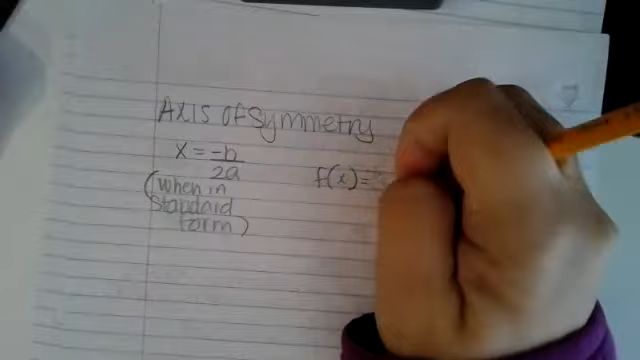 Axis of Symmetry
x = -b
2a
(when in
standard
form)
f(x) =